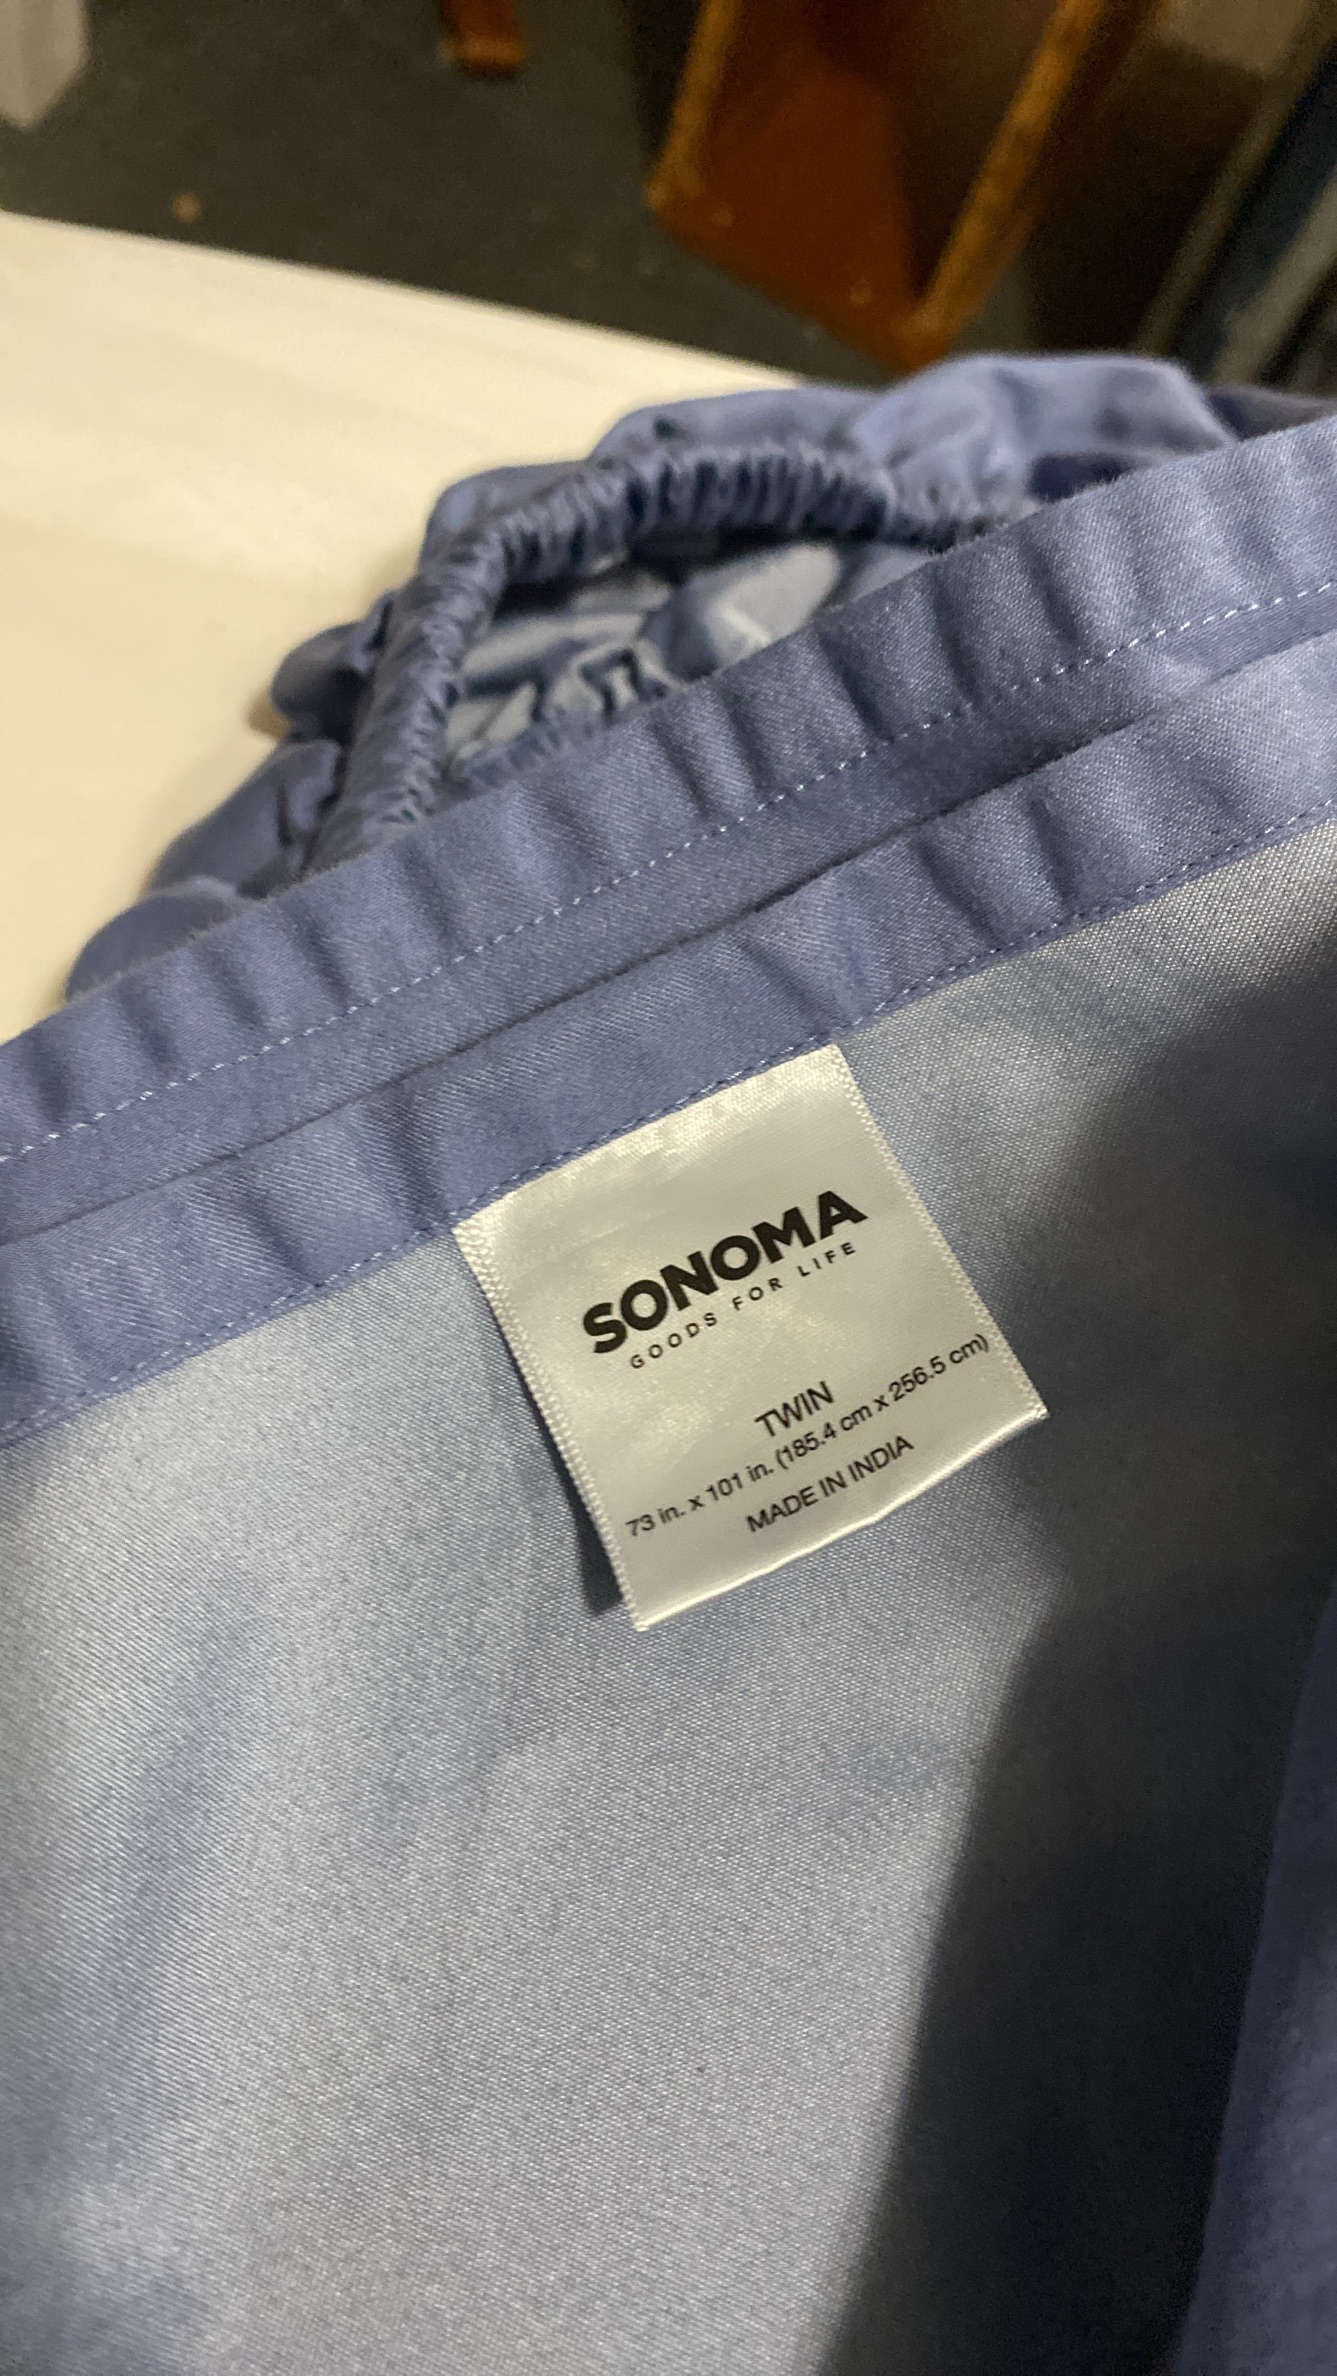 SONOMA
GOODS FOR LIFE
TWIN
73 in. x 101 in. (185.4 cm x 256.5 cm)
MADE IN INDIA